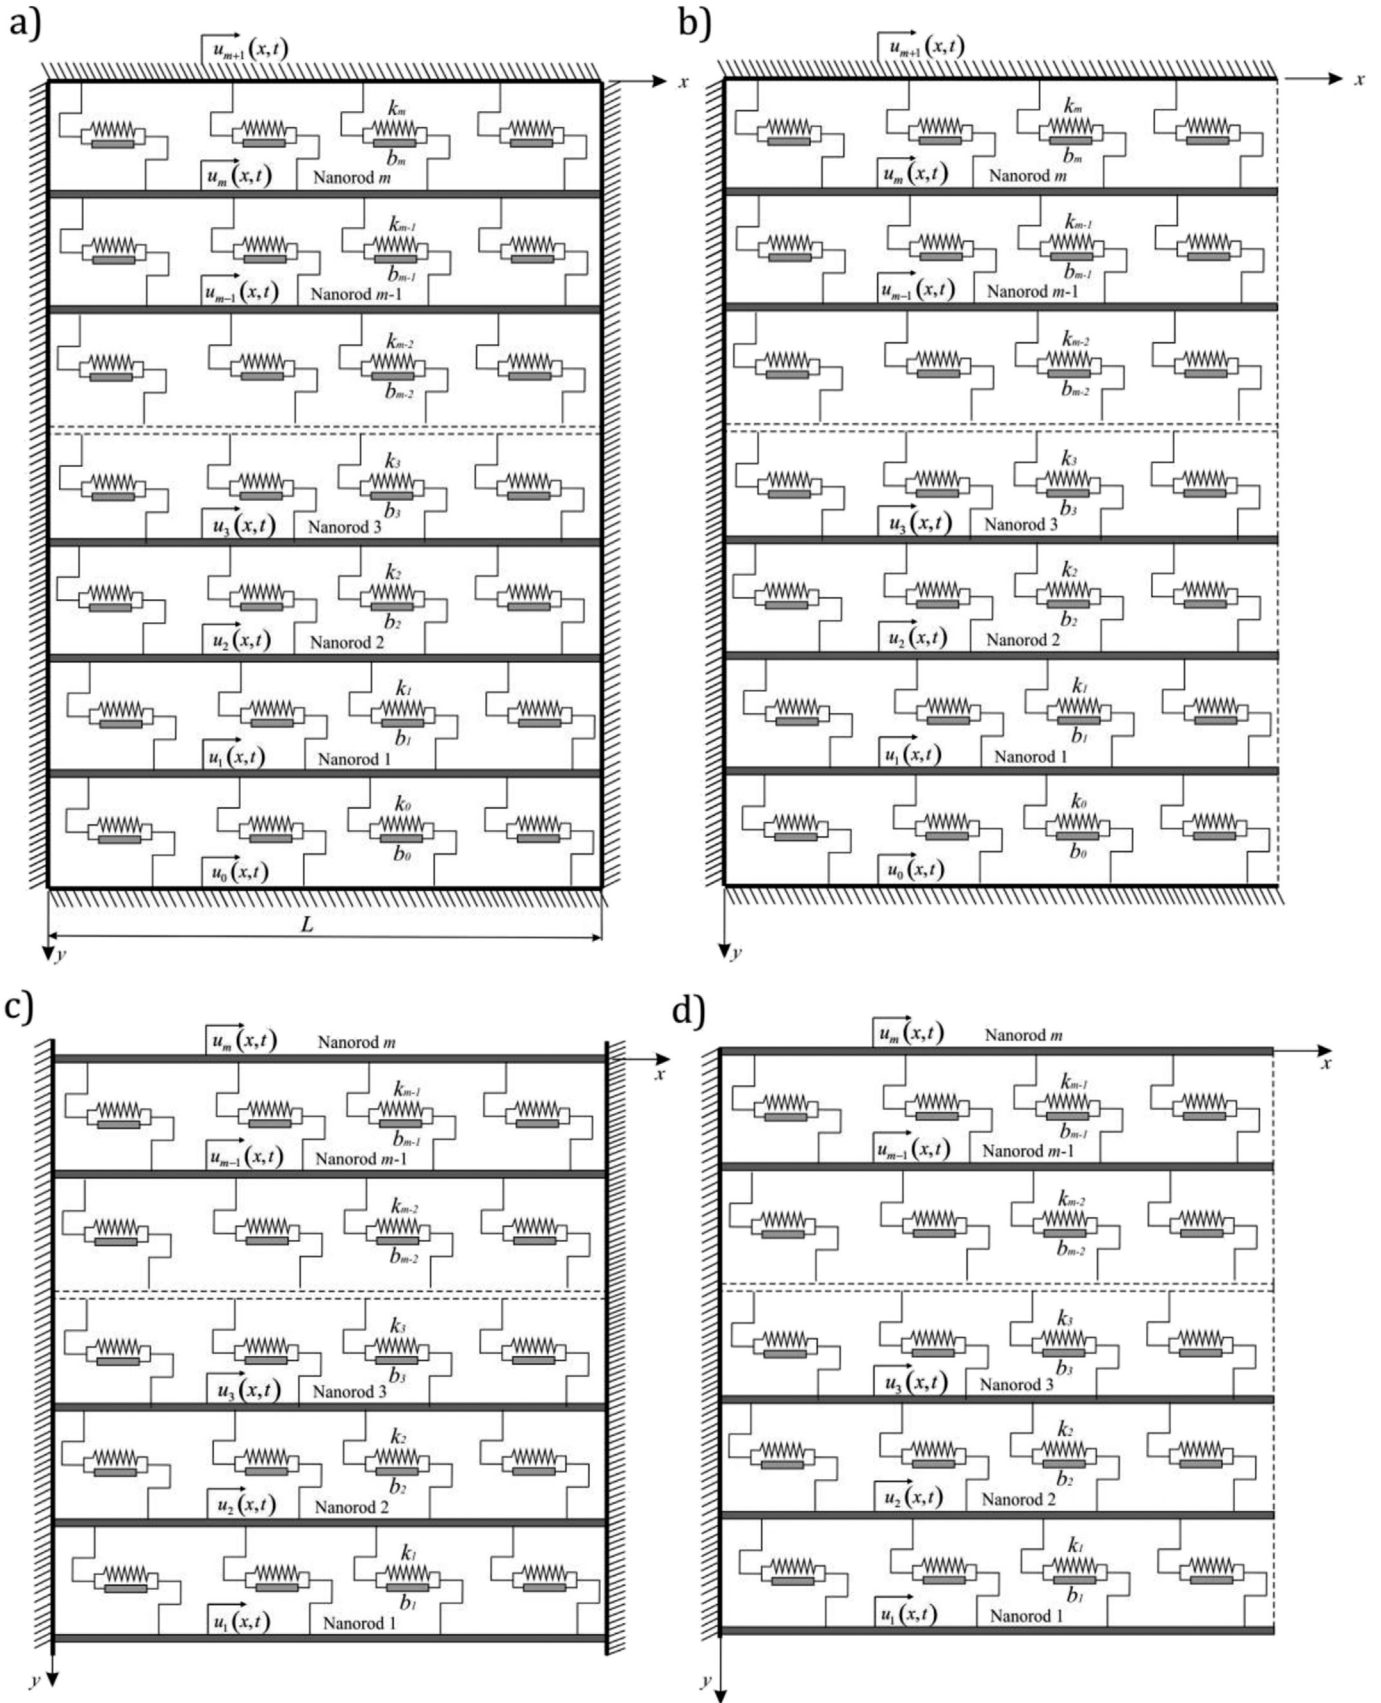 a)
u_{m+1}(x,t)
x
k_m
b_m
u_m(x,t) Nanorod m
k_{m-1}
b_{m-1}
u_{m-1}(x,t) Nanorod m-1
k_{m-2}
b_{m-2}
k_3
b_3
u_3(x,t) Nanorod 3
k_2
b_2
u_2(x,t) Nanorod 2
k_1
b_1
u_1(x,t) Nanorod 1
k_0
b_0
u_0(x,t)
L
y
b)
u_{m+1}(x,t)
x
k_m
b_m
u_m(x,t) Nanorod m
k_{m-1}
b_{m-1}
u_{m-1}(x,t) Nanorod m-1
k_{m-2}
b_{m-2}
k_3
b_3
u_3(x,t) Nanorod 3
k_2
b_2
u_2(x,t) Nanorod 2
k_1
b_1
u_1(x,t) Nanorod 1
k_0
b_0
u_0(x,t)
y
c)
u_m(x,t) Nanorod m
x
k_{m-1}
b_{m-1}
u_{m-1}(x,t) Nanorod m-1
k_{m-2}
b_{m-2}
k_3
b_3
u_3(x,t) Nanorod 3
k_2
b_2
u_2(x,t) Nanorod 2
k_1
b_1
u_1(x,t) Nanorod 1
y
d)
u_m(x,t) Nanorod m
x
k_{m-1}
b_{m-1}
u_{m-1}(x,t) Nanorod m-1
k_{m-2}
b_{m-2}
k_3
b_3
u_3(x,t) Nanorod 3
k_2
b_2
u_2(x,t) Nanorod 2
k_1
b_1
u_1(x,t) Nanorod 1
y